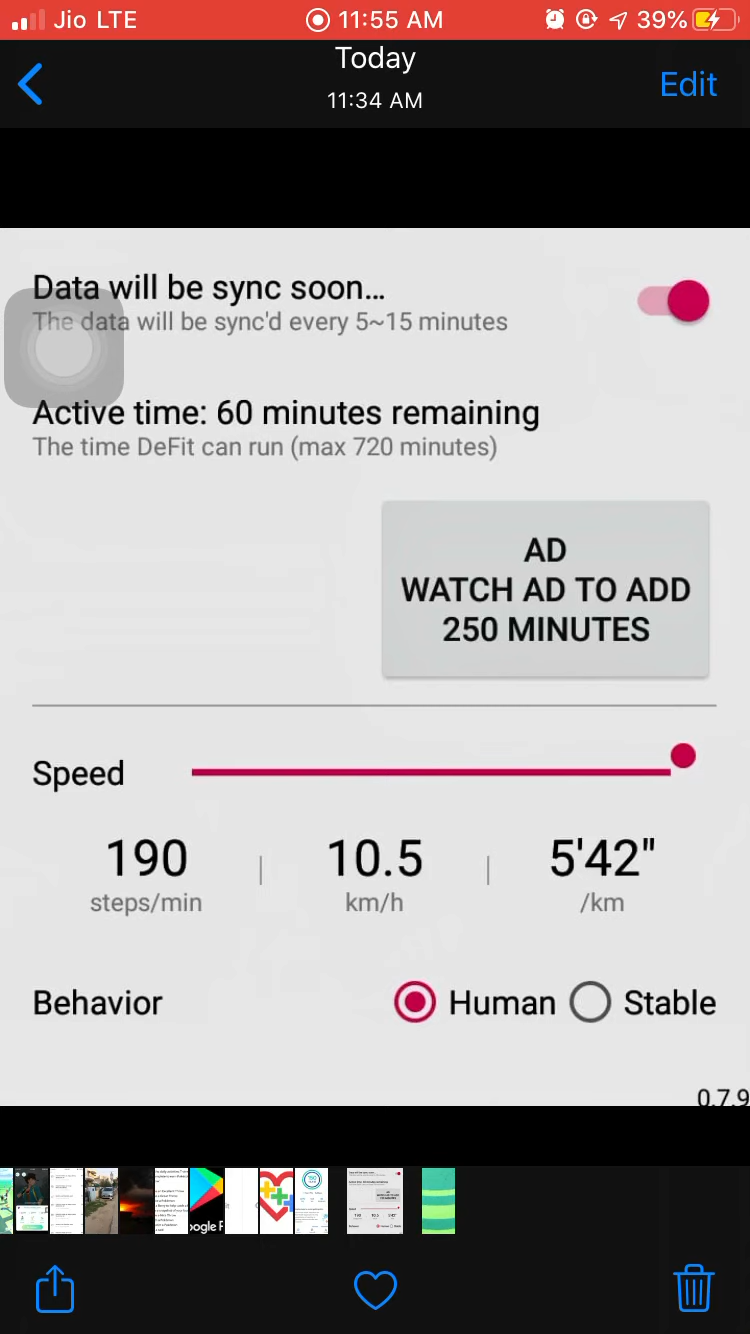 Jio LTE 11:55 AM 39%
Today
11:34 AM
Edit
Data will be sync soon...
The data will be sync'd every 5~15 minutes
Active time: 60 minutes remaining
The time DeFit can run (max 720 minutes)
AD
WATCH AD TO ADD
250 MINUTES
Speed
190 | 10.5 | 5'42"
steps/min km/h /km
Behavior Human Stable
0.7.9